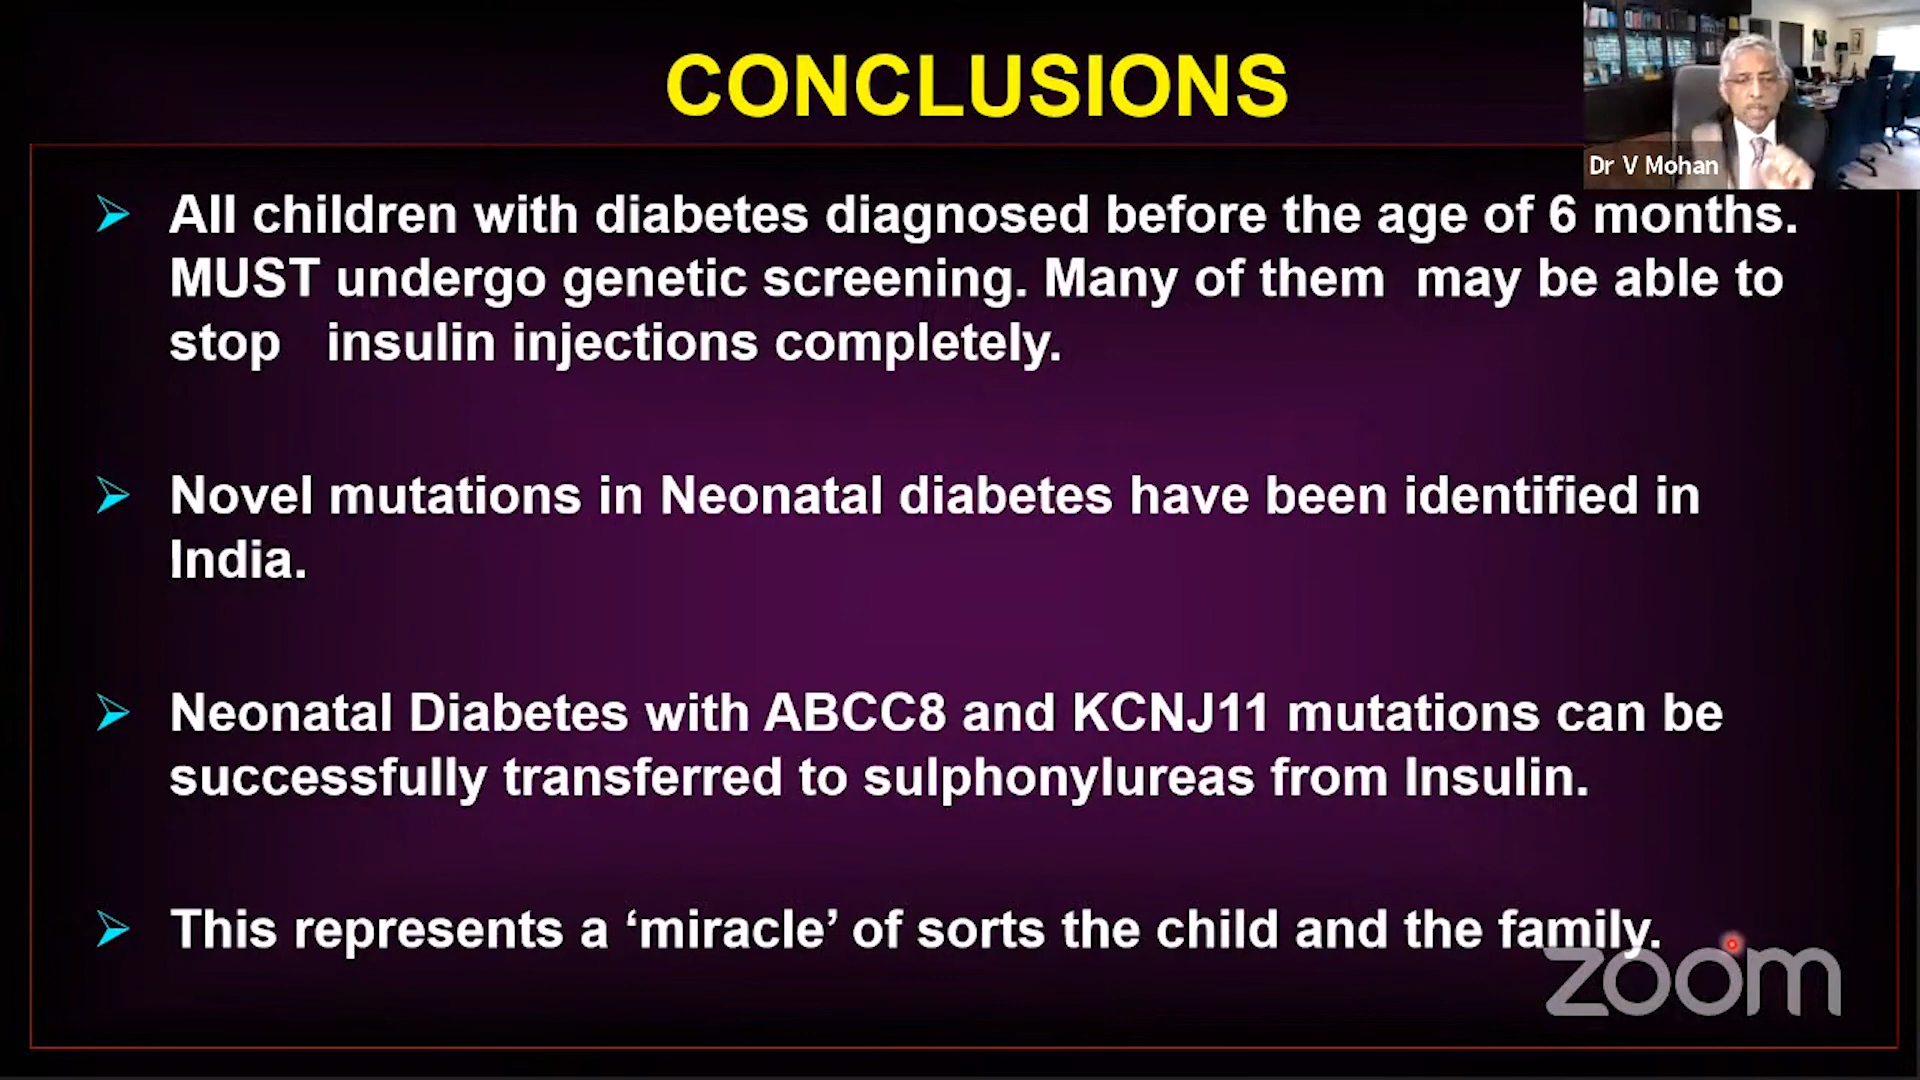 CONCLUSIONS
Dr V Mohan
All children with diabetes diagnosed before the age of 6 months.
MUST undergo genetic screening. Many of them may be able to
stop insulin injections completely.
Novel mutations in Neonatal diabetes have been identified in
India.
Neonatal Diabetes with ABCC8 and KCNJ11 mutations can be
successfully transferred to sulphonylureas from Insulin.
This represents a ‘miracle’ of sorts the child and the family.
zoom